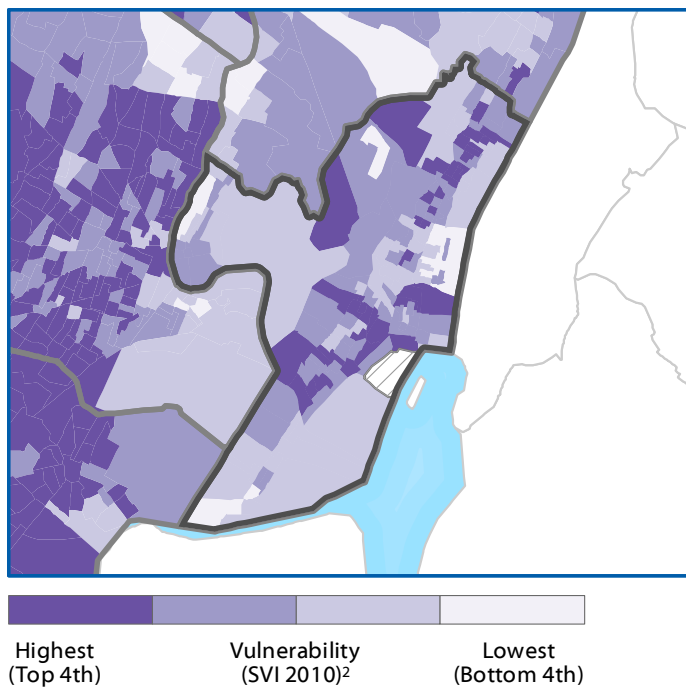 Highest
(Top 4th)
Vulnerability
(SVI 2010)2
Lowest
(Bottom 4th)